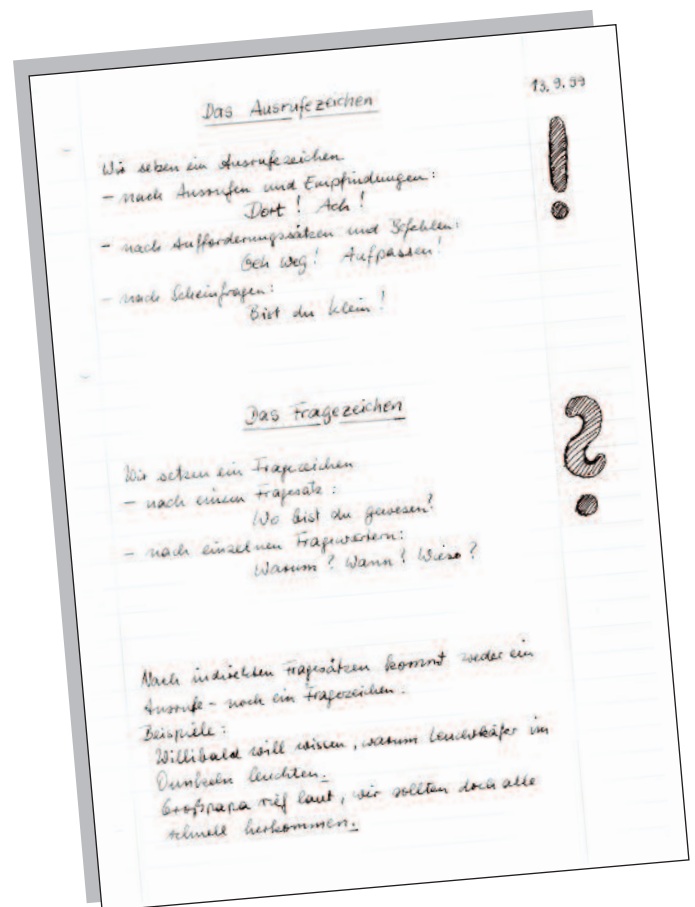 13.9.99
Das Ausrufezeichen
Wir setzen ein Ausrufezeichen
- nach Ausrufen und Empfindungen:
Dort! Ach!
- nach Aufforderungssätzen und Befehlen:
Geh weg! Aufpassen!
- nach Scheinfragen:
Bist du klein!
!
Das Fragezeichen
Wir setzen ein Fragezeichen
- nach einem Fragesatz:
Wo bist du gewesen?
- nach einzelnen Fragewörtern:
Warum? Wann? Wieso?
?
Nach indirekten Fragesätzen kommt weder ein
Ausrufe- noch ein Fragezeichen.
Beispiele:
Willibald will wissen, warum Leuchtkäfer im
Dunkeln leuchten.
Großpapa rief laut, wir sollten doch alle
schnell herkommen.